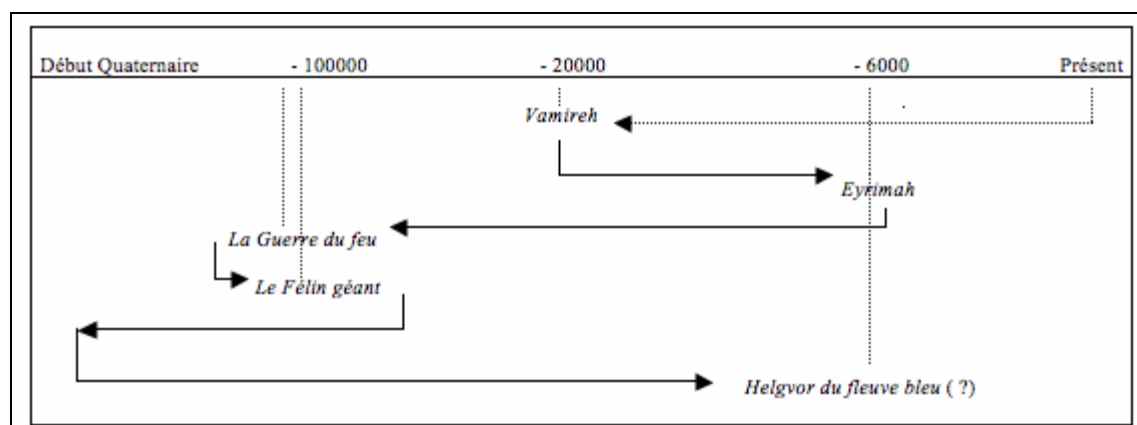 Début Quaternaire - 100000 - 20000 - 6000 Présent
Vamireh
Eyrimah
La Guerre du feu
Le Félin géant
Helgvor du fleuve bleu ( ?)